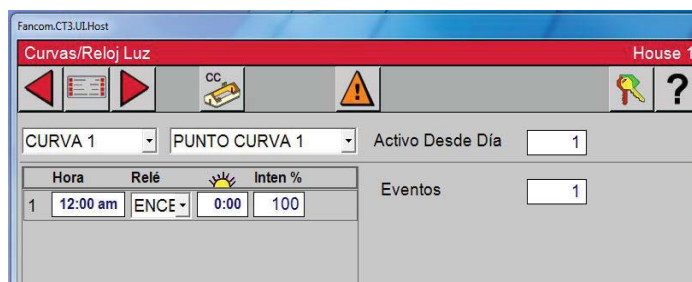 Fancom.CT3.UI.Host
Curvas/Reloj Luz House 1
CC ?
CURVA 1 PUNTO CURVA 1 Activo Desde Día 1
Hora Relé Inten %
1 12:00 am ENCE 0:00 100
Eventos 1